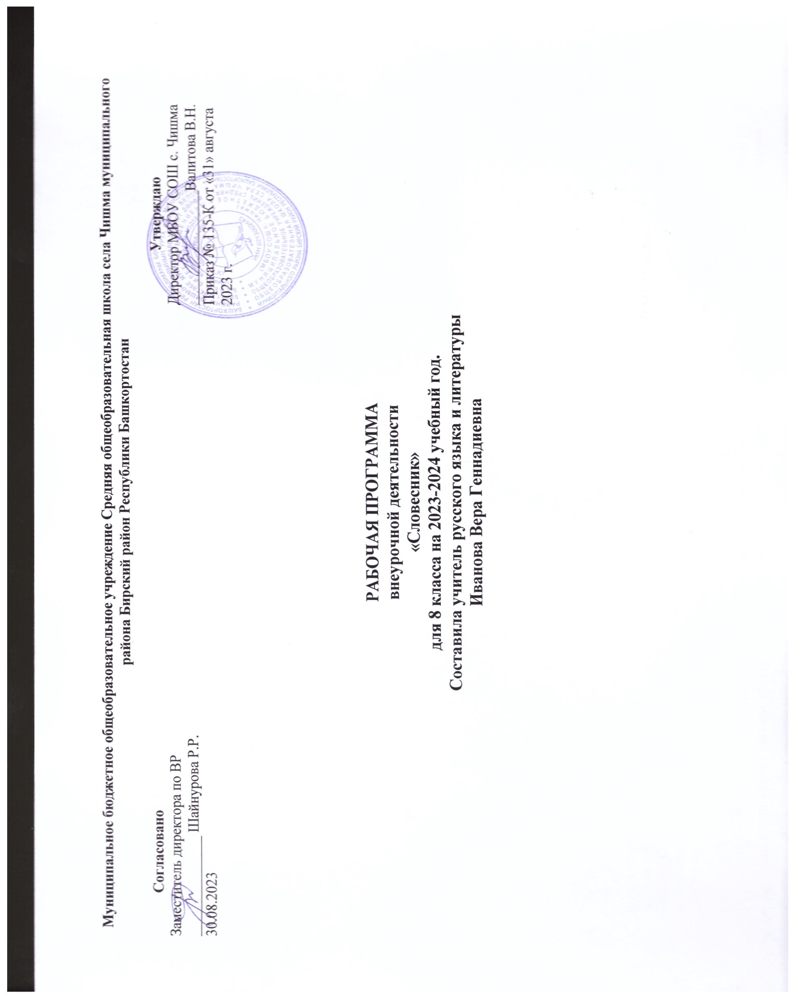 Муниципальное бюджетное общеобразовательное учреждение Средняя общеобразовательная школа села Чишма муниципального
района Бирский район Республики Башкортостан
Согласовано
Заместитель директора по ВР
Шайнурова Р.Р.
30.08.2023
Утверждаю
Директор МБОУ СОШ с. Чишма
Валитова В.Н.
Приказ № 135-К от «31» августа
2023 г.
РАБОЧАЯ ПРОГРАММА
внеурочной деятельности
«Словесник»
для 8 класса на 2023-2024 учебный год.
Составила учитель русского языка и литературы
Иванова Вера Геннадиевна